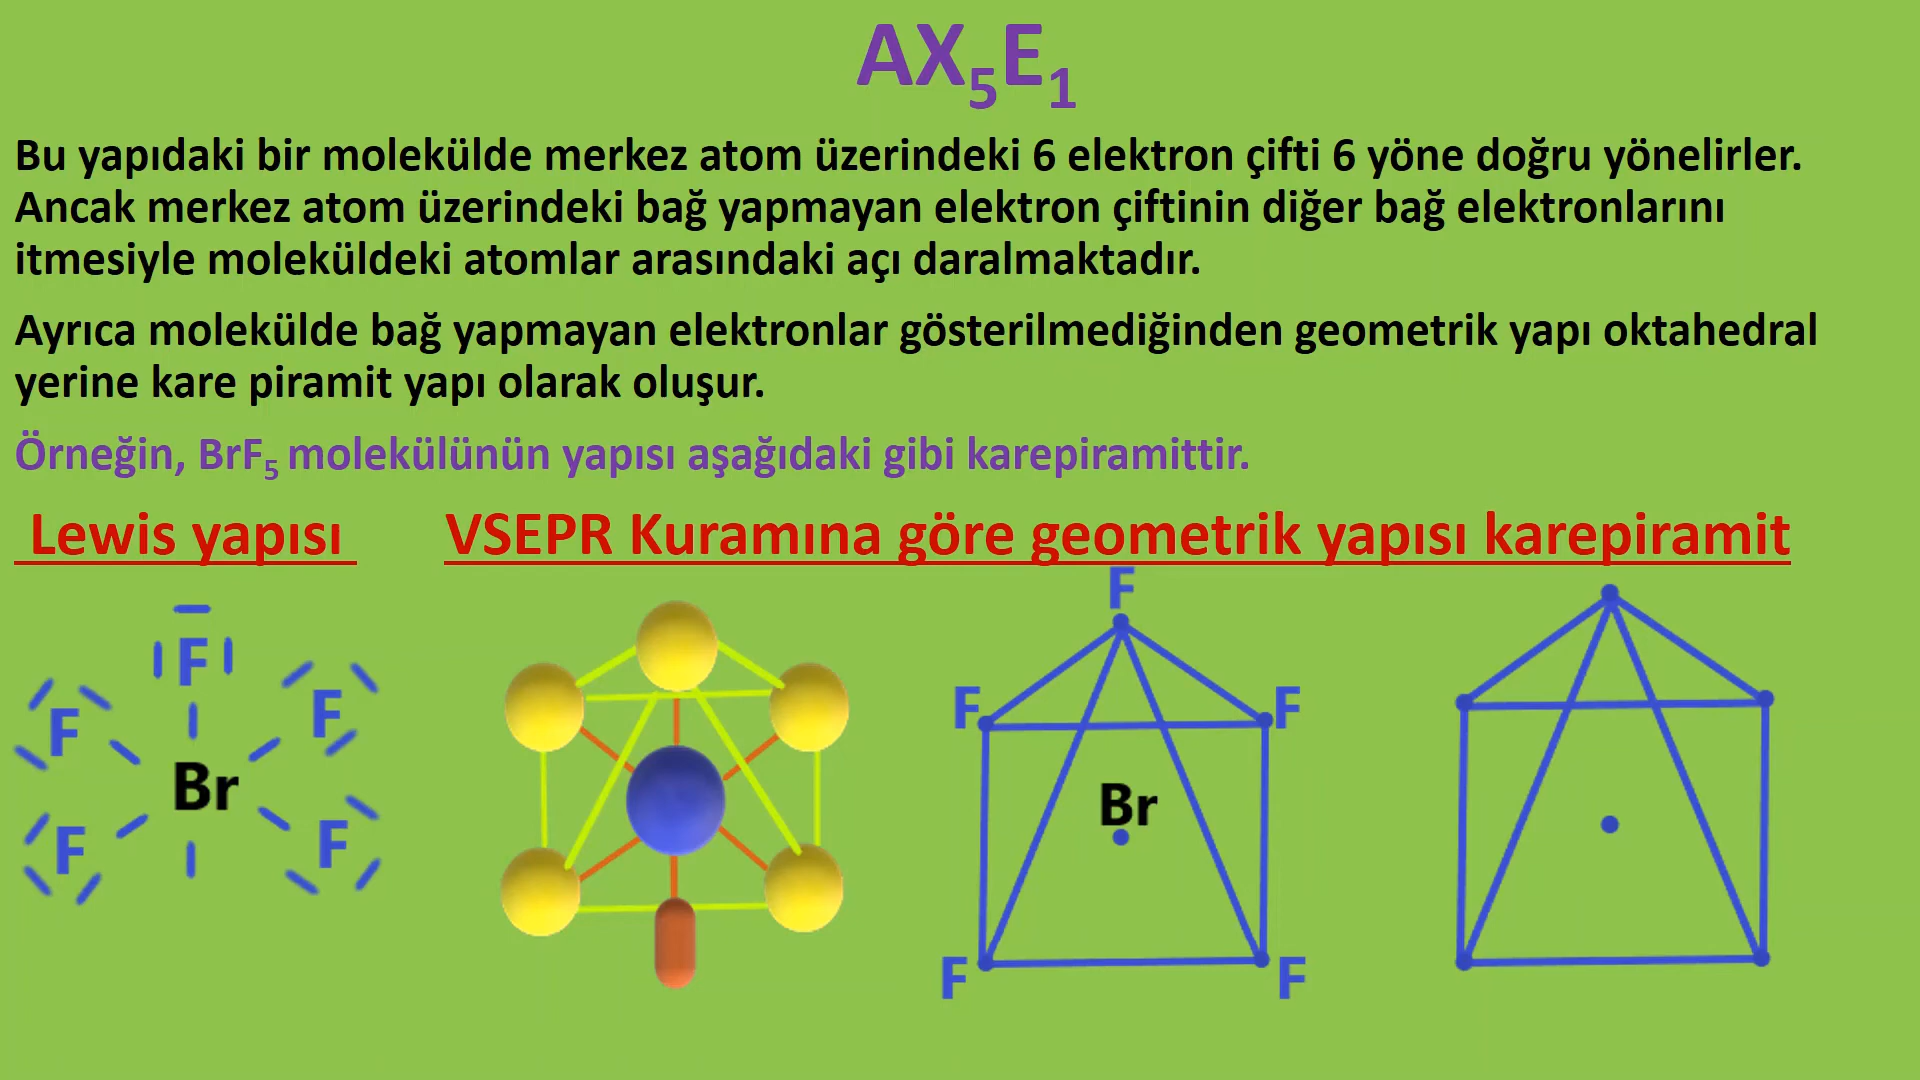 AX₅E₁
Bu yapıdaki bir molekülde merkez atom üzerindeki 6 elektron çifti 6 yöne doğru yönelirler.
Ancak merkez atom üzerindeki bağ yapmayan elektron çiftinin diğer bağ elektronlarını
itmesiyle moleküldeki atomlar arasındaki açı daralmaktadır.
Ayrıca molekülde bağ yapmayan elektronlar gösterilmediğinden geometrik yapı oktahedral
yerine kare piramit yapı olarak oluşur.
Örneğin, BrF₅ molekülünün yapısı aşağıdaki gibi karepiramittir.
Lewis yapısı
VSEPR Kuramına göre geometrik yapısı karepiramit
F
F
F
Br
F
F
F
F
F
Br
F
F